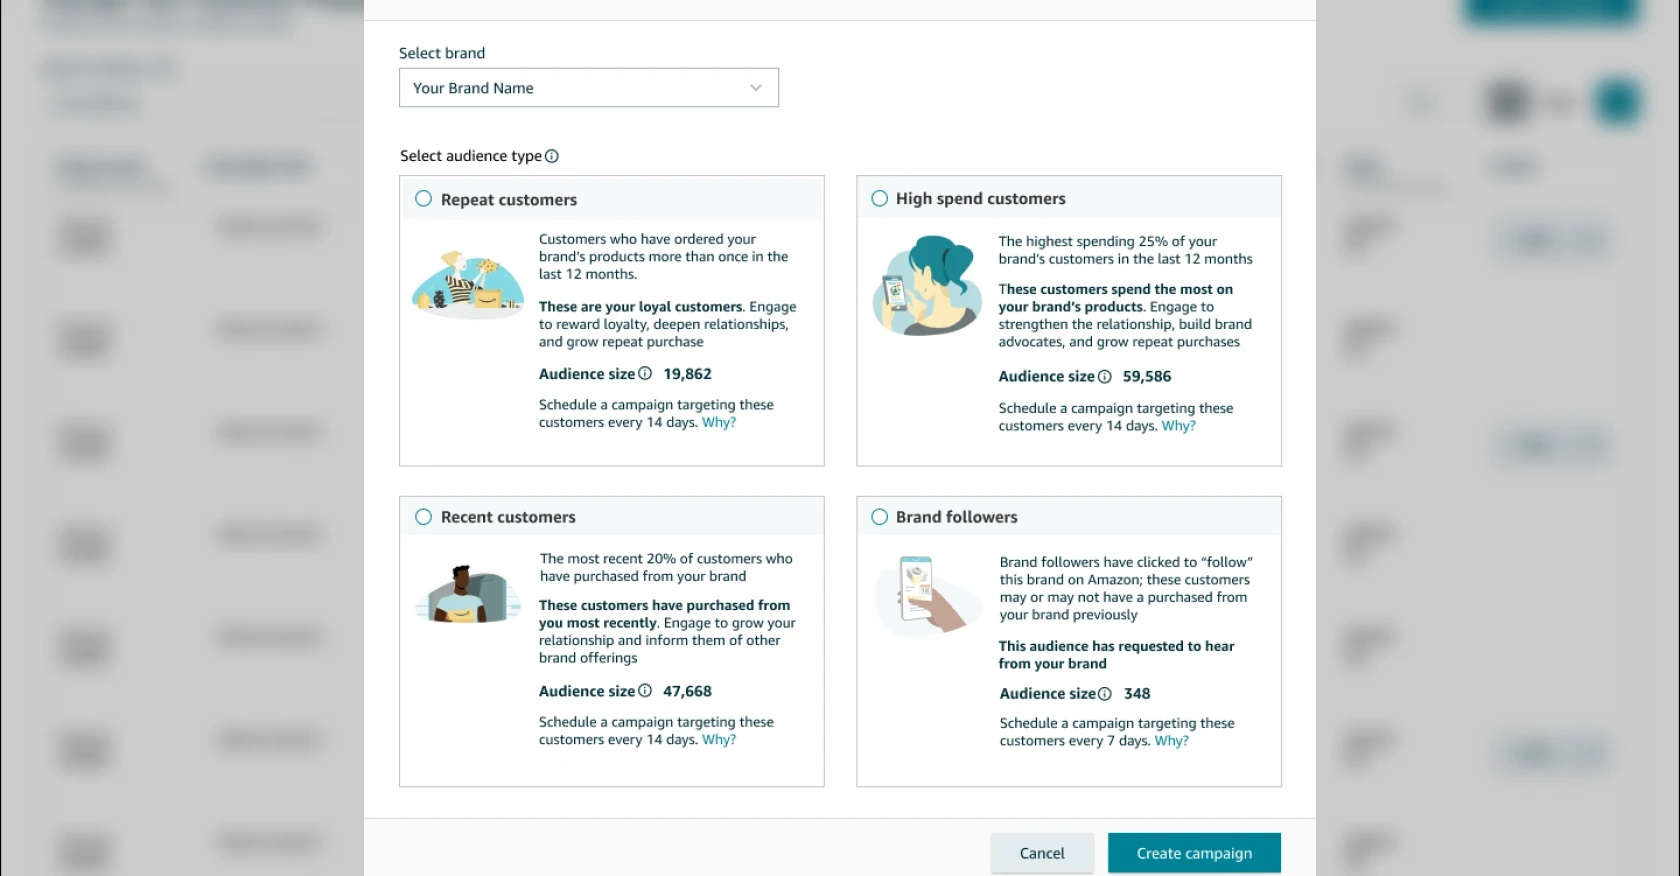 Select brand
Your Brand Name
Select audience type
Repeat customers
Customers who have ordered your
brand's products more than once in the
last 12 months.
These are your loyal customers. Engage
to reward loyalty, deepen relationships,
and grow repeat purchase
Audience size 19,862
Schedule a campaign targeting these
customers every 14 days. Why?
High spend customers
The highest spending 25% of your
brand's customers in the last 12 months
These customers spend the most on
your brand's products. Engage to
strengthen the relationship, build brand
advocates, and grow repeat purchases
Audience size 59,586
Schedule a campaign targeting these
customers every 14 days. Why?
Recent customers
The most recent 20% of customers who
have purchased from your brand
These customers have purchased from
you most recently. Engage to grow your
relationship and inform them of other
brand offerings
Audience size 47,668
Schedule a campaign targeting these
customers every 14 days. Why?
Brand followers
Brand followers have clicked to “follow”
this brand on Amazon; these customers
may or may not have a purchased from
your brand previously
This audience has requested to hear
from your brand
Audience size 348
Schedule a campaign targeting these
customers every 7 days. Why?
Cancel
Create campaign